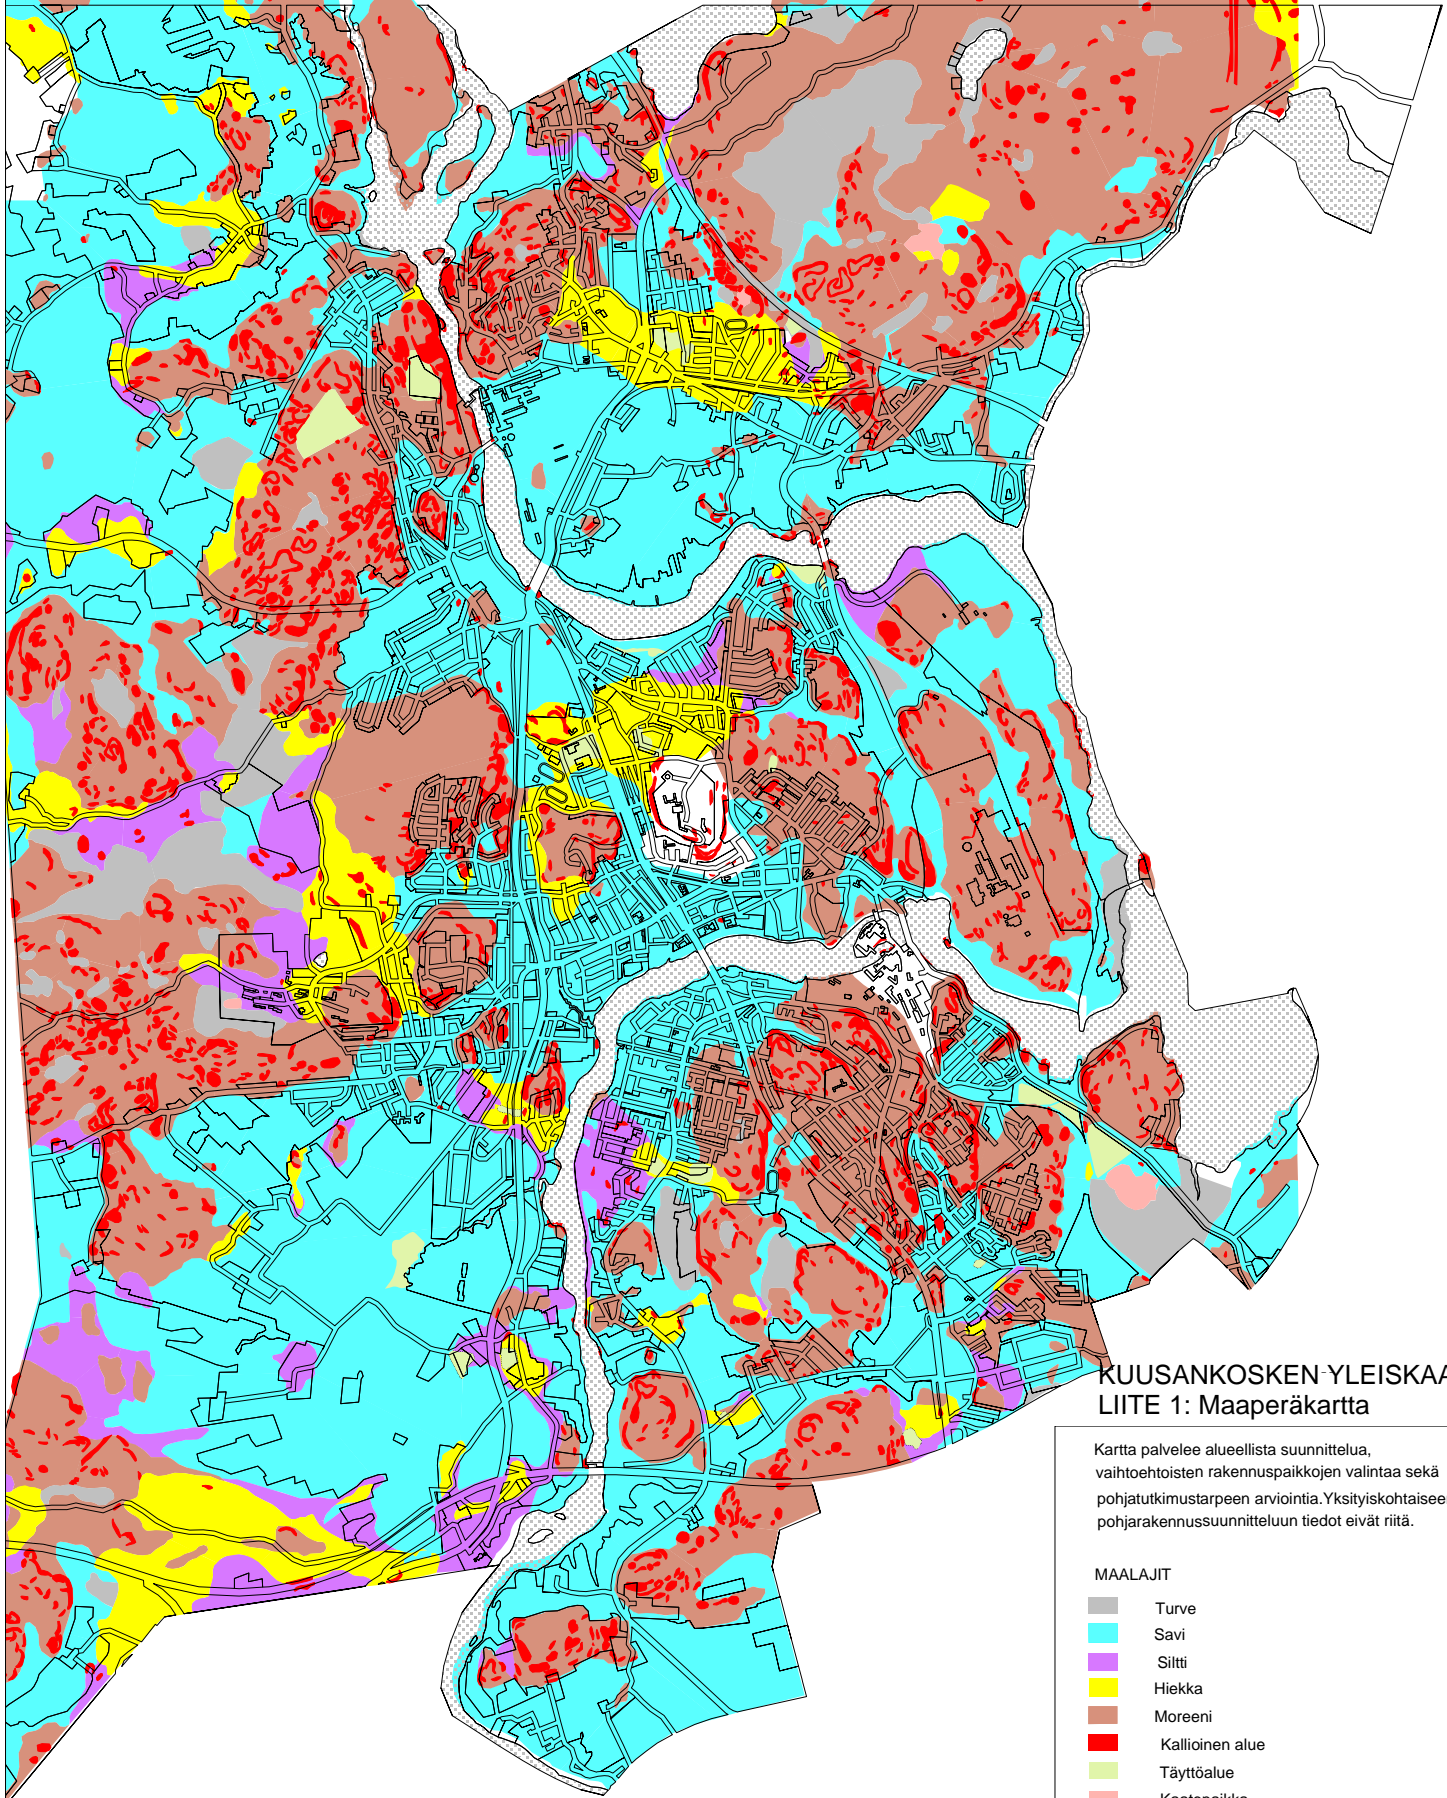 KUUSANKOSKEN YLEISKAA
LIITE 1: Maaperäkartta
Kartta palvelee alueellista suunnittelua,
vaihtoehtoisten rakennuspaikkojen valintaa sekä
pohjatutkimustarpeen arviointia.Yksityiskohtaiseen
pohjarakennussuunnitteluun tiedot eivät riitä.
MAALAJIT
Turve
Savi
Siltti
Hiekka
Moreeni
Kallioinen alue
Täyttöalue
Kaatopaikka